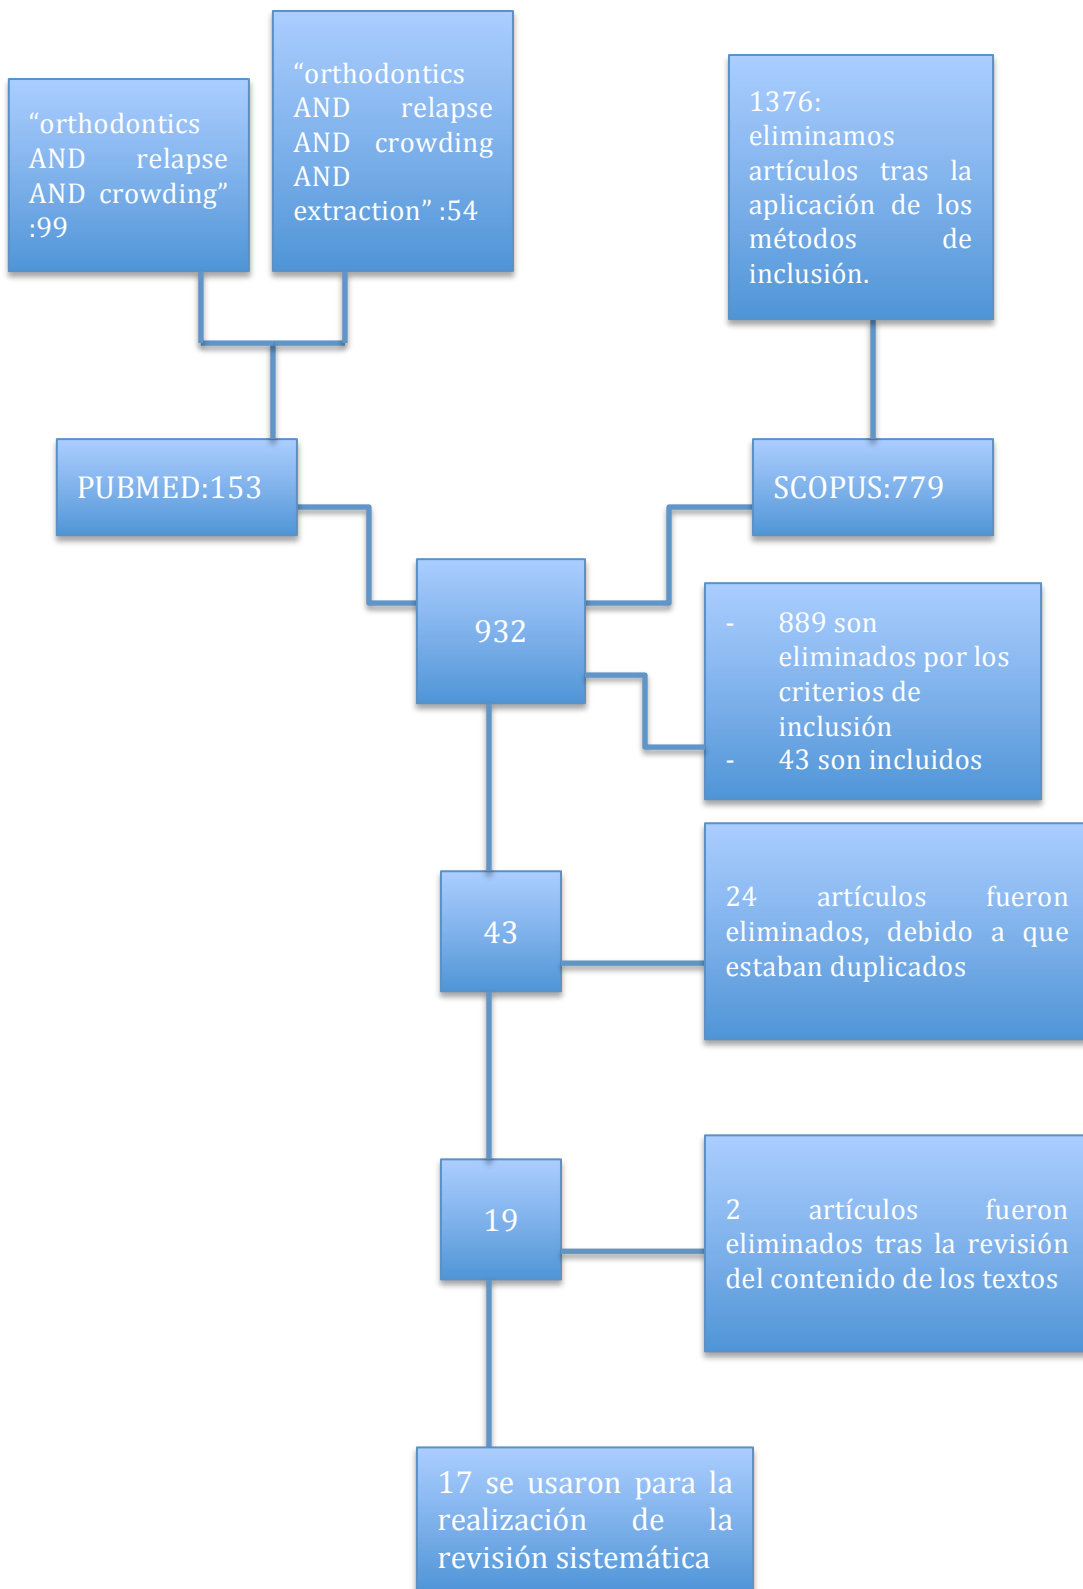 “orthodontics
AND relapse
AND crowding”
:99
“orthodontics
AND relapse
AND crowding
AND
extraction” :54
1376:
eliminamos
artículos tras la
aplicación de los
métodos de
inclusión.
PUBMED:153
SCOPUS:779
932
- 889 son
eliminados por los
criterios de
inclusión
- 43 son incluidos
43
24 artículos fueron
eliminados, debido a que
estaban duplicados
19
2 artículos fueron
eliminados tras la revisión
del contenido de los textos
17 se usaron para la
realización de la
revisión sistemática